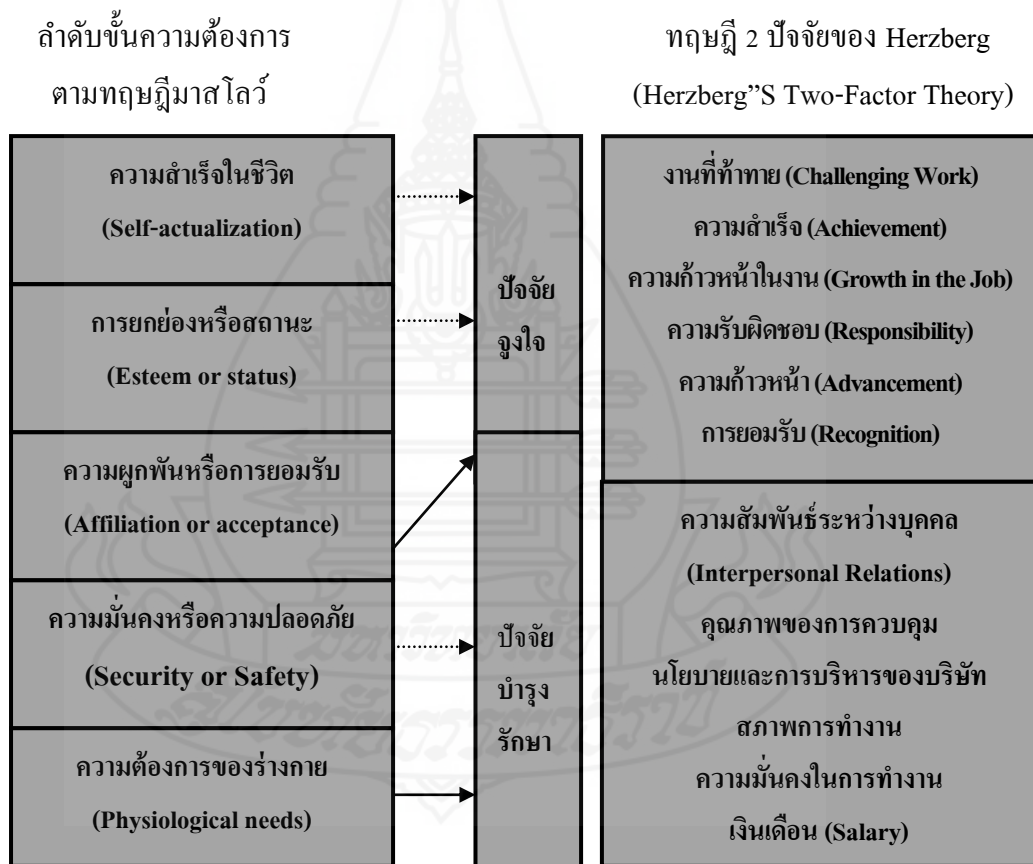 ลำดับขั้นความต้องการ
ตามทฤษฎีมาสโลว์
ความสำเร็จในชีวิต
(Self-actualization)
การยกย่องหรือสถานะ
(Esteem or status)
ความผูกพันหรือการยอมรับ
(Affiliation or acceptance)
ความมั่นคงหรือความปลอดภัย
(Security or Safety)
ความต้องการของร่างกาย
(Physiological needs)
ปัจจัย
จูงใจ
ปัจจัย
บำรุง
รักษา
ทฤษฎี 2 ปัจจัยของ Herzberg
(Herzberg”S Two-Factor Theory)
งานที่ท้าทาย (Challenging Work)
ความสำเร็จ (Achievement)
ความก้าวหน้าในงาน (Growth in the Job)
ความรับผิดชอบ (Responsibility)
ความก้าวหน้า (Advancement)
การยอมรับ (Recognition)
ความสัมพันธ์ระหว่างบุคคล
(Interpersonal Relations)
คุณภาพของการควบคุม
นโยบายและการบริหารของบริษัท
สภาพการทำงาน
ความมั่นคงในการทำงาน
เงินเดือน (Salary)